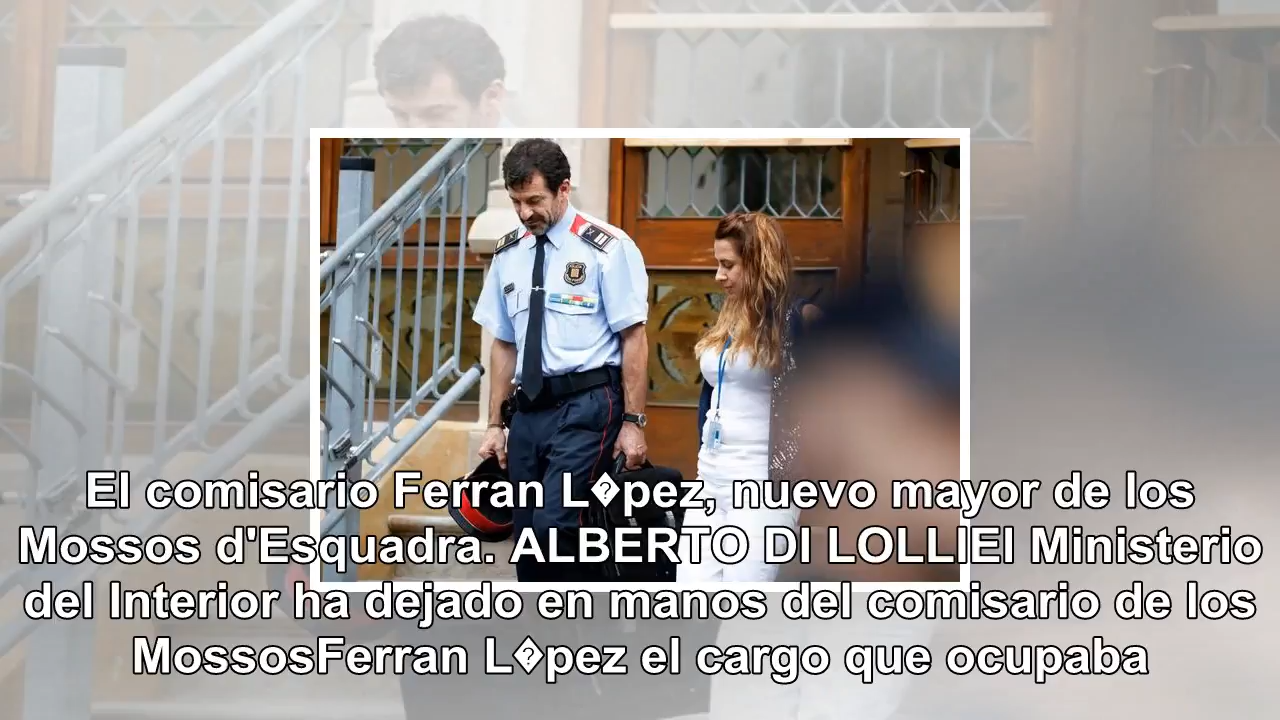 El comisario Ferran L�pez, nuevo mayor de los
Mossos d'Esquadra. ALBERTO DI LOLLIEl Ministerio
del Interior ha dejado en manos del comisario de los
MossosFerran L�pez el cargo que ocupaba